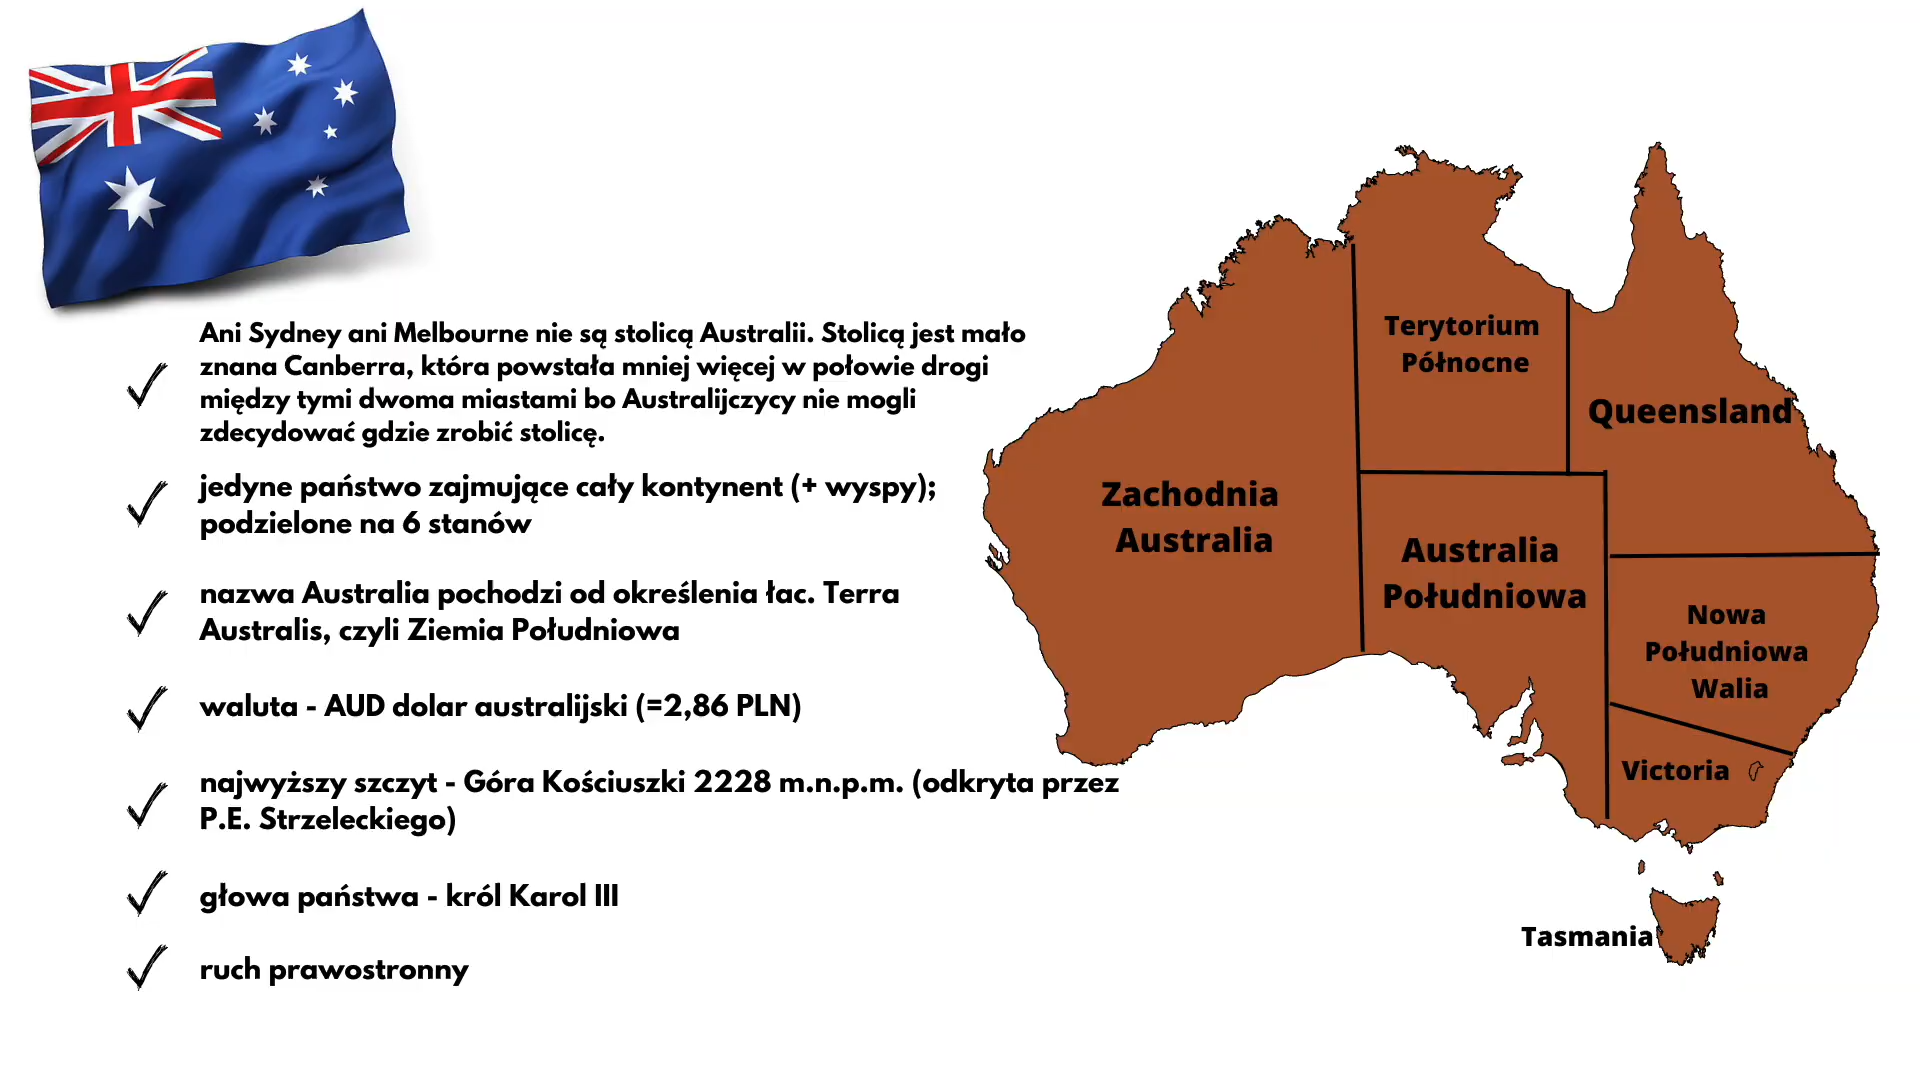 Ani Sydney ani Melbourne nie są stolicą Australii. Stolicą jest mało
znana Canberra, która powstała mniej więcej w połowie drogi
między tymi dwoma miastami bo Australijczycy nie mogli
zdecydować gdzie zrobić stolicę.
jedyne państwo zajmujące cały kontynent (+ wyspy);
podzielone na 6 stanów
nazwa Australia pochodzi od określenia łac. Terra
Australis, czyli Ziemia Południowa
waluta - AUD dolar australijski (=2,86 PLN)
najwyższy szczyt - Góra Kościuszki 2228 m.n.p.m. (odkryta przez
P.E. Strzeleckiego)
głowa państwa - król Karol III
ruch prawostronny
Terytorium
Północne
Queensland
Zachodnia
Australia
Australia
Południowa
Nowa
Południowa
Walia
Victoria
Tasmania